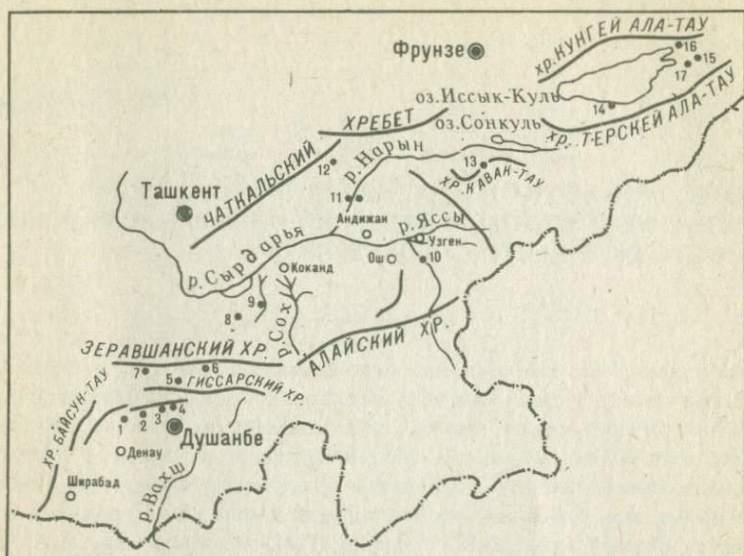 Фрунзе
хр. КУНГЕЙ АЛА-ТАУ
16
15
17
оз. Иссык-Куль
14
ХРЕБЕТ
оз. Сонкуль
хр. ТЕРСКЕЙ АЛА-ТАУ
р. Нарын
12
13
ХР. КАВАК-ТАУ
Ташкент
ЧАТКАЛЬСКИЙ
11
Андижан
р. Яссы
р. Сырдарья
Узген
Ош
10
Коканд
9
8
р. Сох
АЛАЙСКИЙ ХР.
ЗЕРАВШАНСКИЙ ХР.
7
6
5
ГИССАРСКИЙ ХР.
ХР. БАЙСУН-ТАУ
1
2
3
4
Душанбе
Денау
Ширабад
р. Вахш